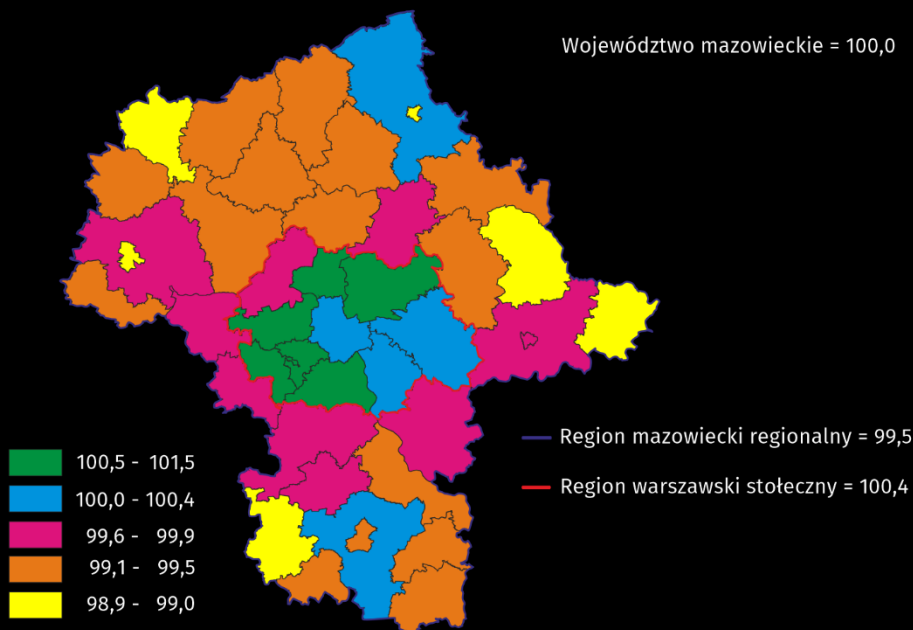 Województwo mazowieckie = 100,0
Region mazowiecki regionalny = 99,5
Region warszawski stołeczny = 100,4
100,5 - 101,5
100,0 - 100,4
99,6 - 99,9
99,1 - 99,5
98,9 - 99,0